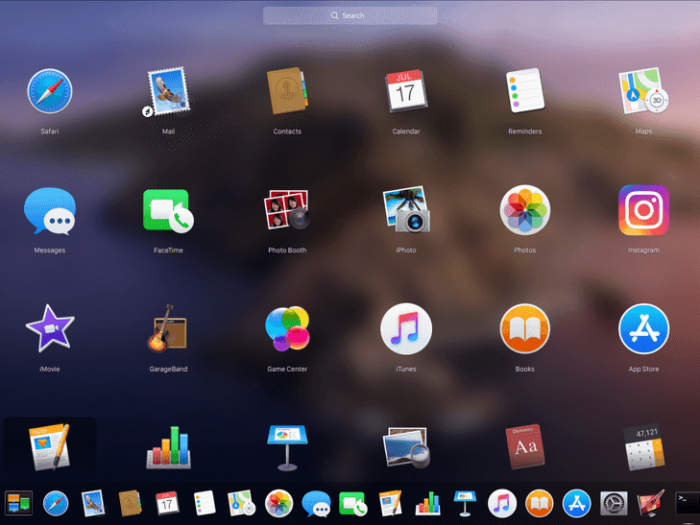 Search
Safari
Mail
Contacts
JUL
17
Calendar
Reminders
3D
Maps
Messages
FaceTime
Photo Booth
iPhoto
Photos
Instagram
iMovie
GarageBand
Game Center
iTunes
Books
App Store
Dictionary
Aa
47,121
17
>_